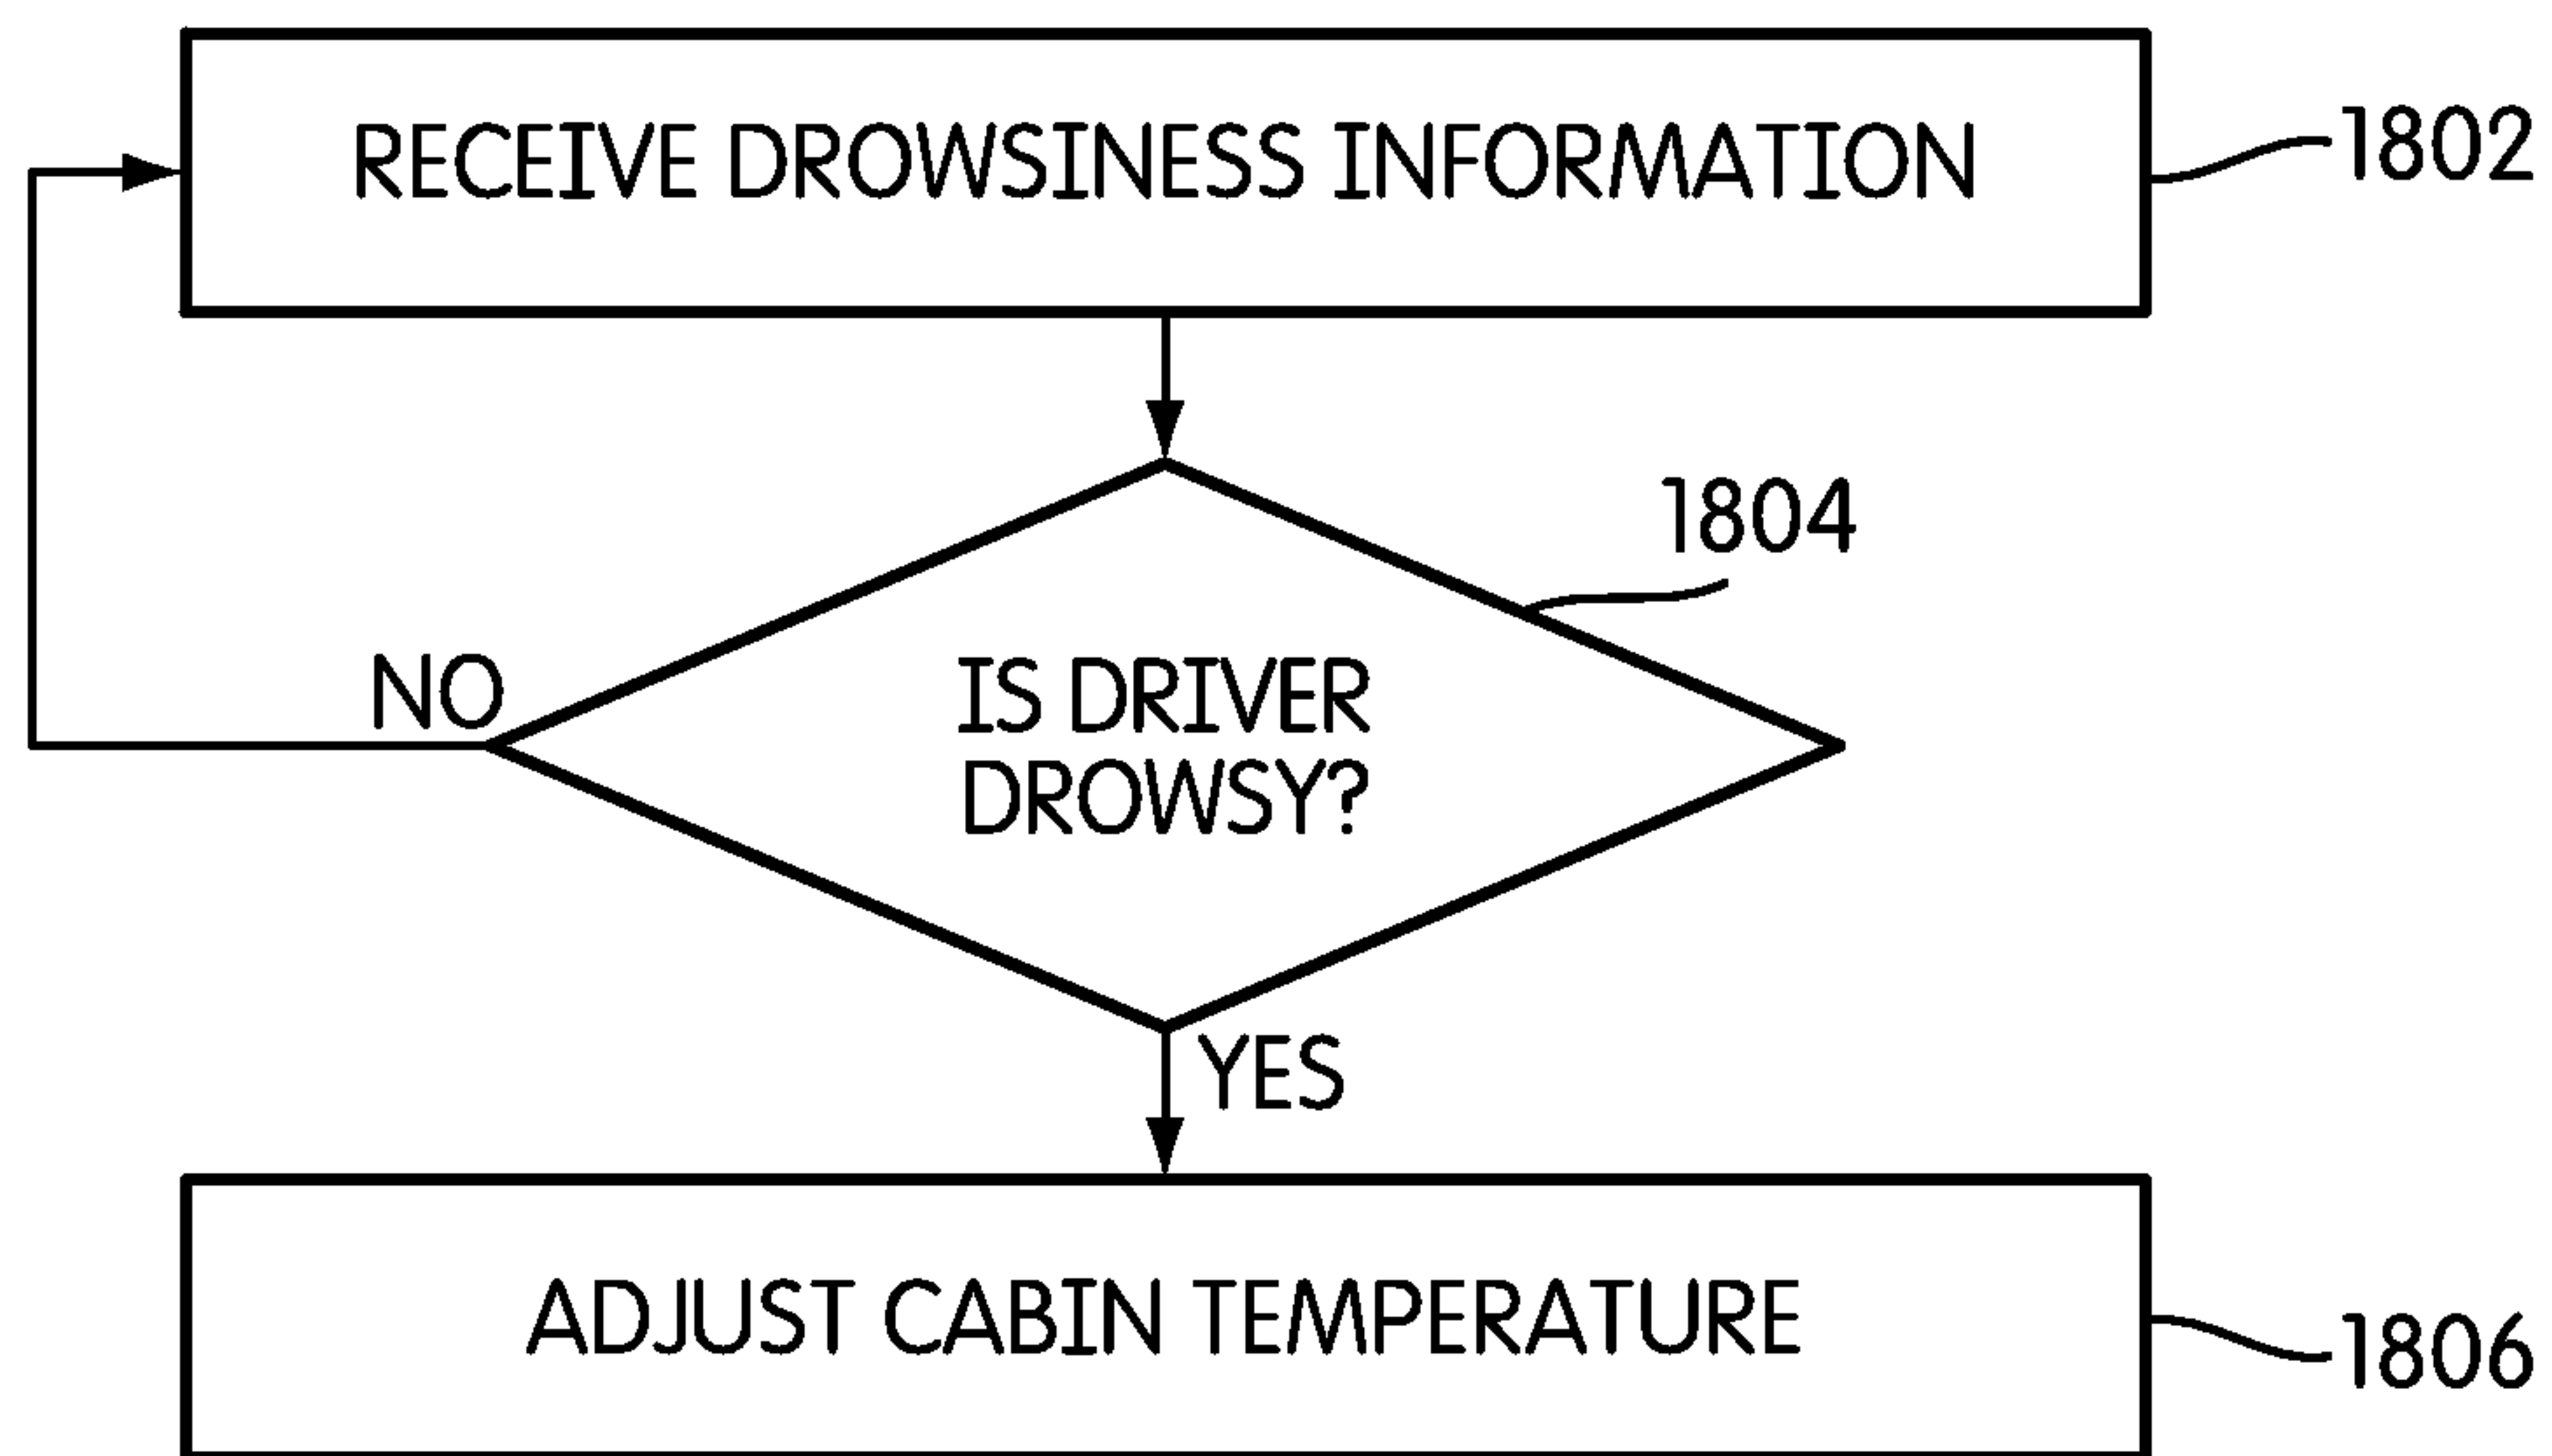 RECEIVE DROWSINESS INFORMATION
1802
1804
NO
IS DRIVER
DROWSY?
YES
ADJUST CABIN TEMPERATURE
1806